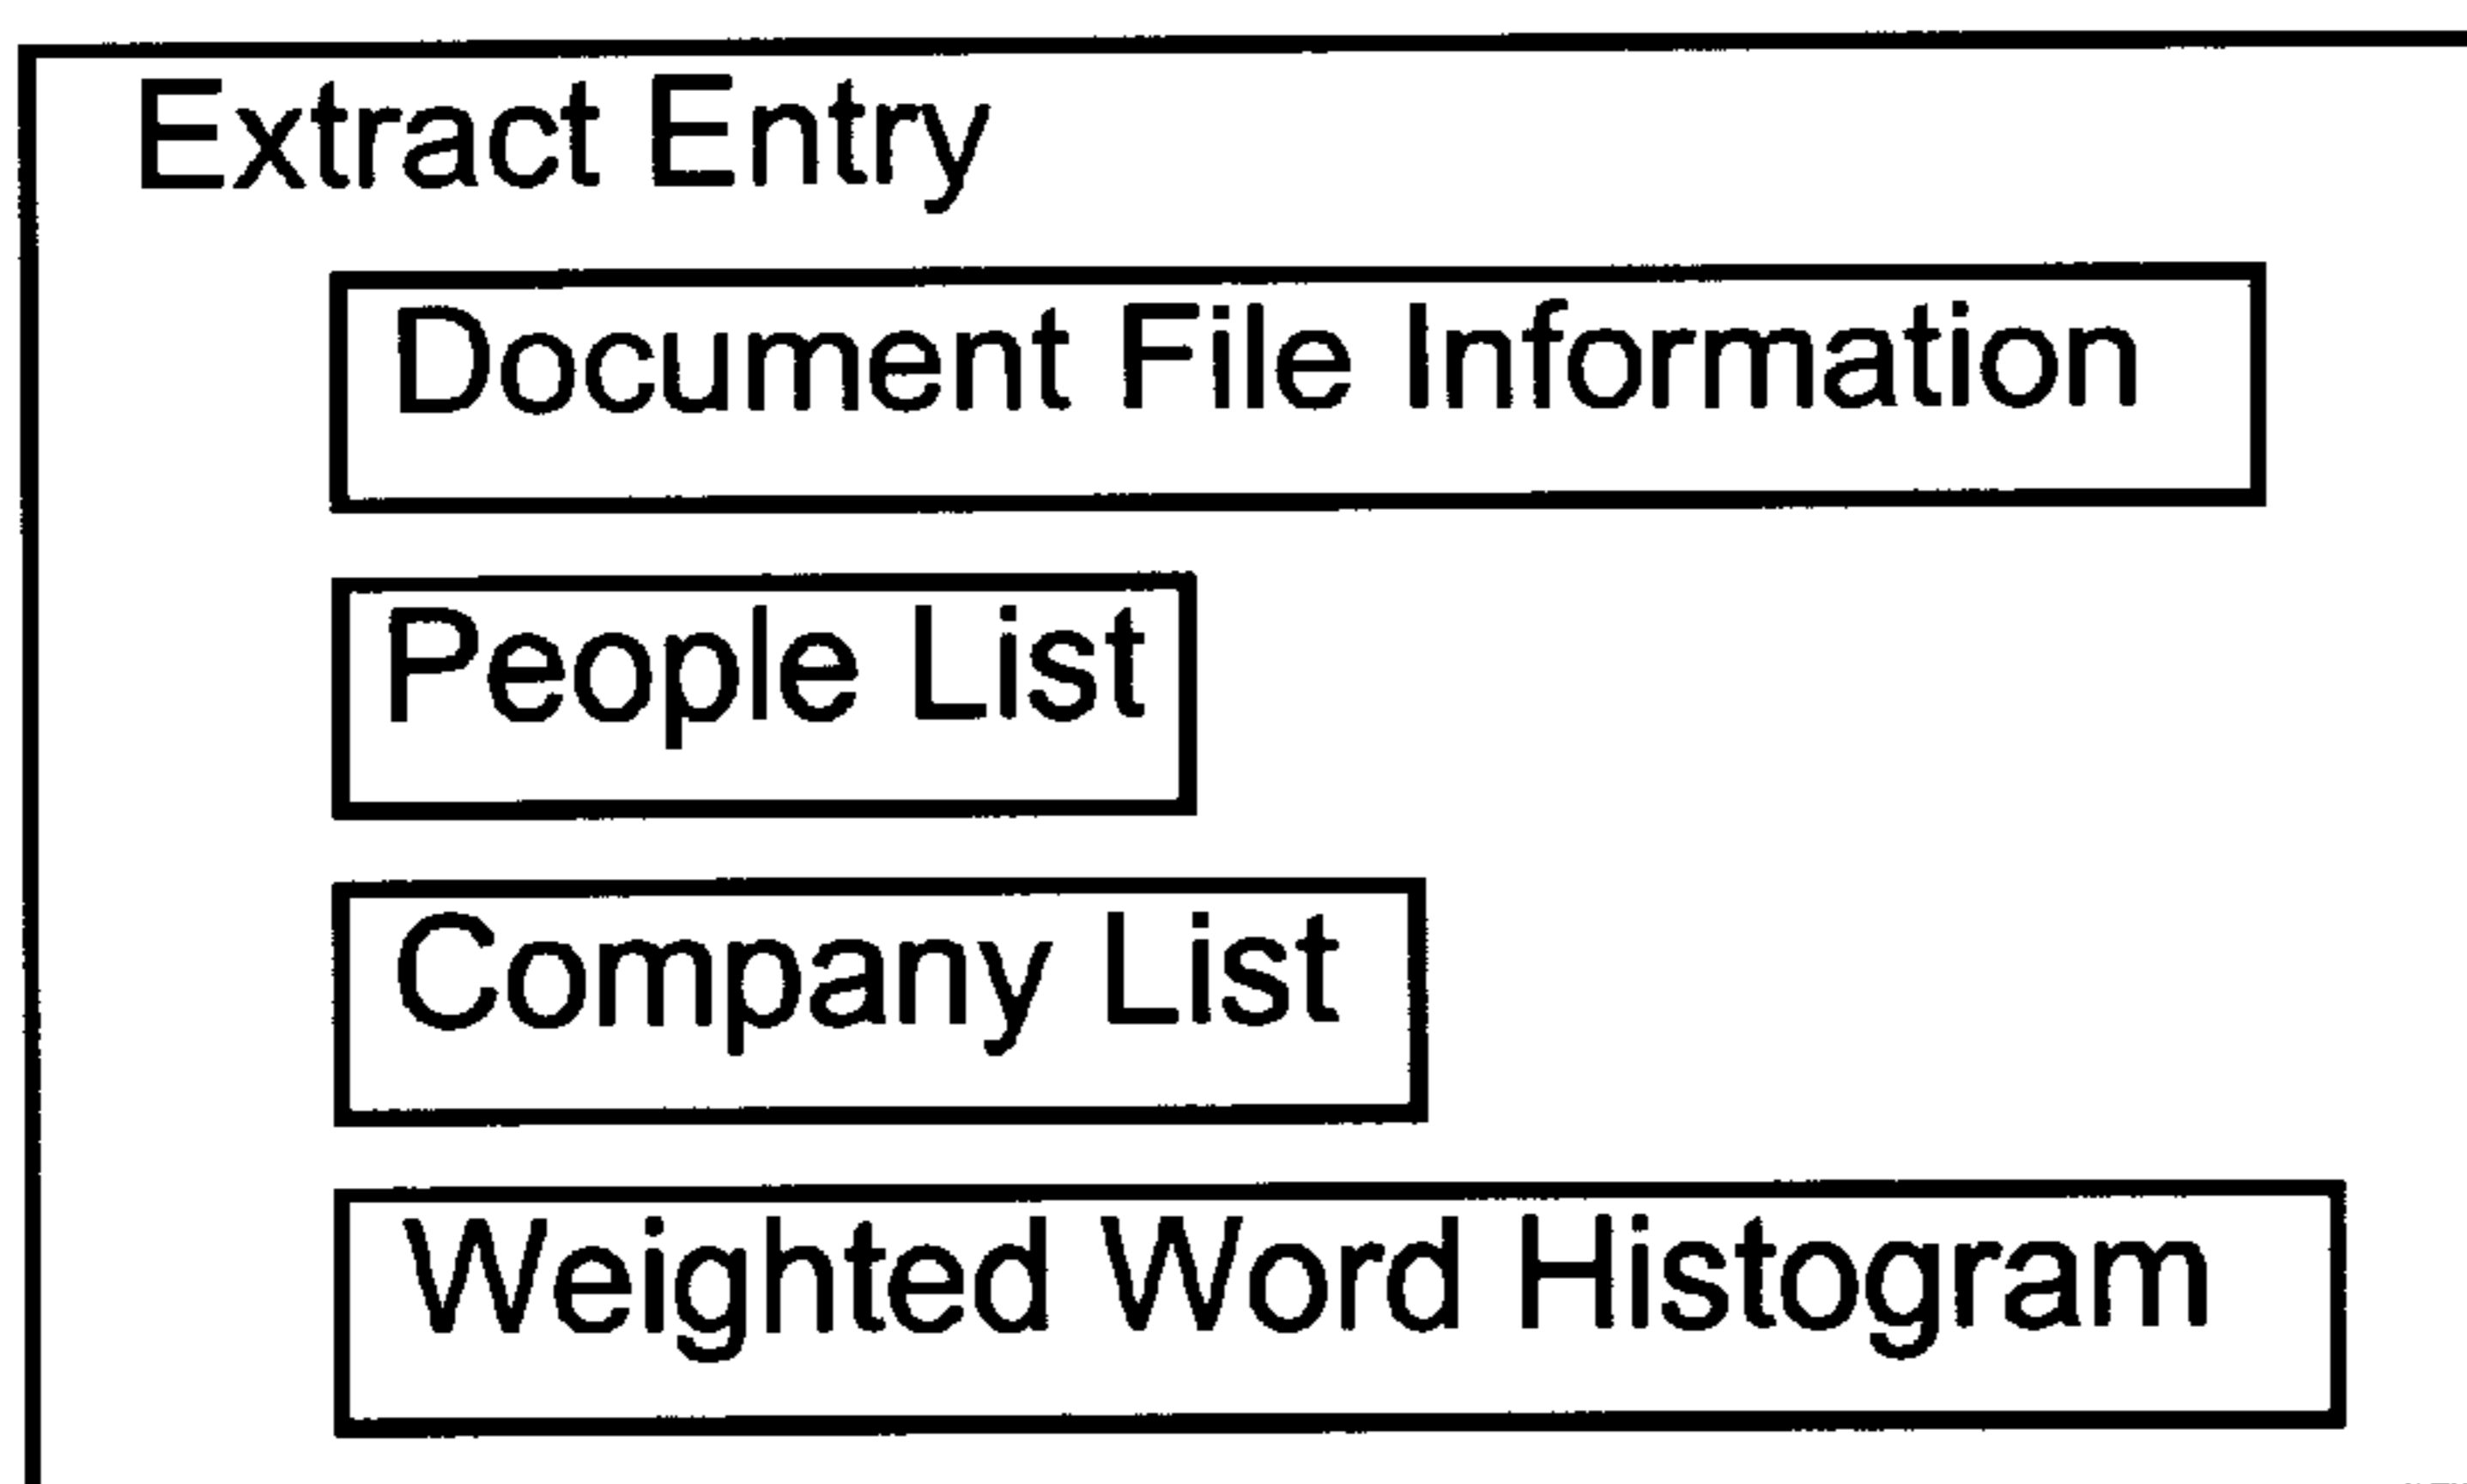 Extract Entry
Document File Information
People List
Company List
Weighted Word Histogram